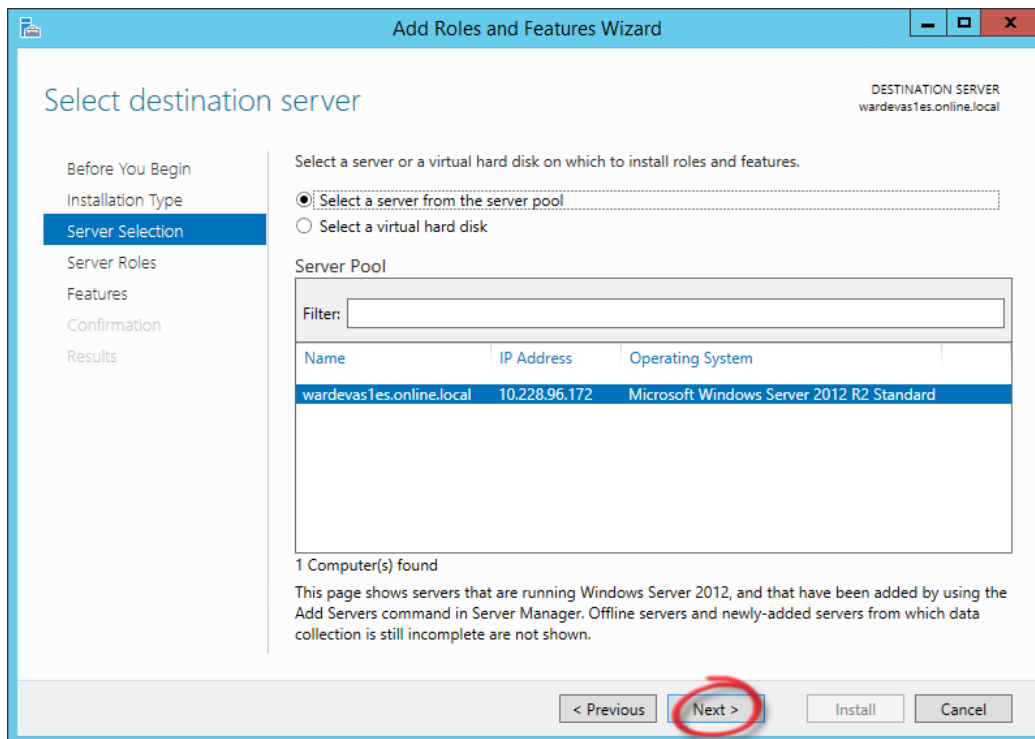 Add Roles and Features Wizard
Select destination server
DESTINATION SERVER
wardevas1es.online.local
Before You Begin
Installation Type
Server Selection
Server Roles
Features
Confirmation
Results
Select a server or a virtual hard disk on which to install roles and features.
Select a server from the server pool
Select a virtual hard disk
Server Pool
Filter:
Name IP Address Operating System
wardevas1es.online.local 10.228.96.172 Microsoft Windows Server 2012 R2 Standard
1 Computer(s) found
This page shows servers that are running Windows Server 2012, and that have been added by using the
Add Servers command in Server Manager. Offline servers and newly-added servers from which data
collection is still incomplete are not shown.
< Previous Next > Install Cancel